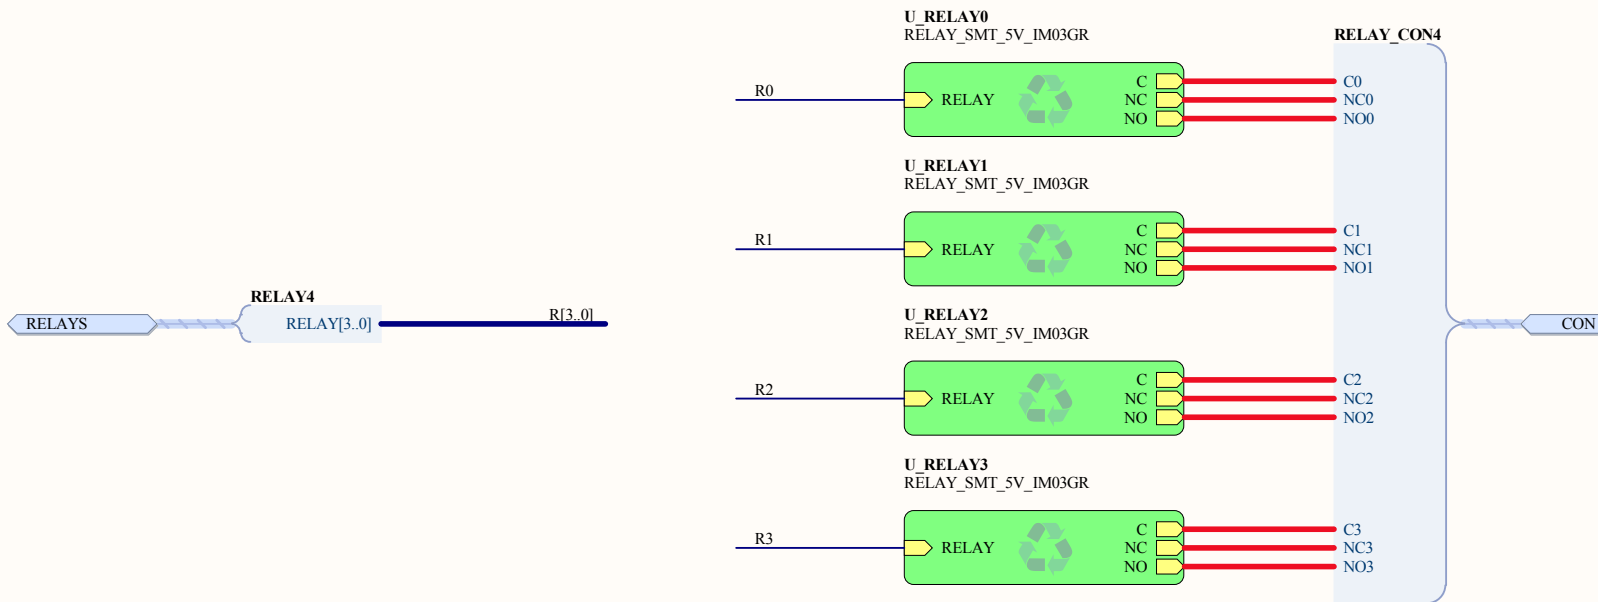 RELAYS
RELAY4
RELAY[3..0]
R[3..0]
U_RELAY0
RELAY_SMT_5V_IM03GR
R0
RELAY
C
NC
NO
U_RELAY1
RELAY_SMT_5V_IM03GR
R1
RELAY
C
NC
NO
U_RELAY2
RELAY_SMT_5V_IM03GR
R2
RELAY
C
NC
NO
U_RELAY3
RELAY_SMT_5V_IM03GR
R3
RELAY
C
NC
NO
RELAY_CON4
C0
NC0
NO0
C1
NC1
NO1
C2
NC2
NO2
C3
NC3
NO3
CON